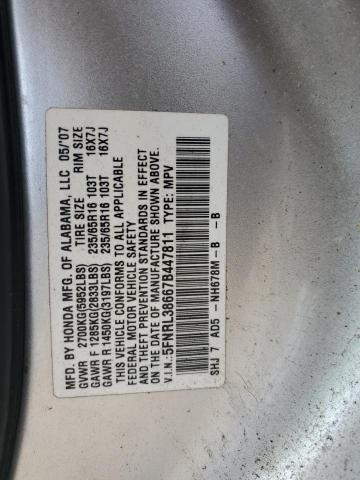 MFD. BY HONDA MFG. OF ALABAMA, LLC 05/'07
GVWR 2700KG(5952LBS) TIRE SIZE RIM SIZE
GAWR F 1285KG(2833LBS) 235/65R16 103T 16X7J
GAWR R 1450KG(3197LBS) 235/65R16 103T 16X7J
THIS VEHICLE CONFORMS TO ALL APPLICABLE
FEDERAL MOTOR VEHICLE SAFETY
AND THEFT PREVENTION STANDARDS IN EFFECT
ON THE DATE OF MANUFACTURE SHOWN ABOVE.
V.I.N.:5FNRL38667B447811 TYPE: MPV
SHJ 7 AD5 -NH678M-B -B